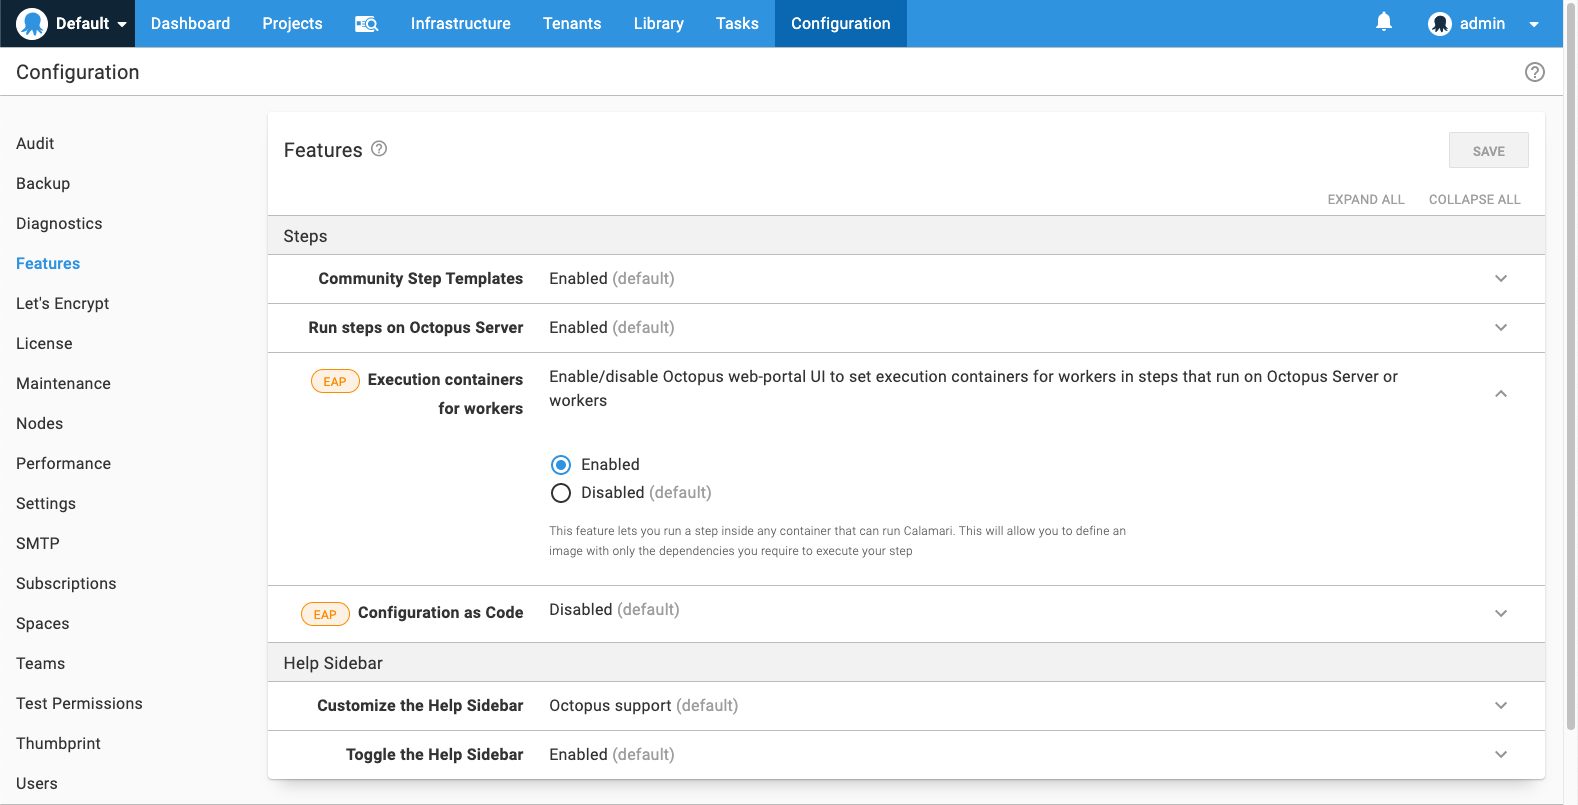 Default Dashboard Projects Infrastructure Tenants Library Tasks Configuration admin
Configuration
Audit
Backup
Diagnostics
Features
Let's Encrypt
License
Maintenance
Nodes
Performance
Settings
SMTP
Subscriptions
Spaces
Teams
Test Permissions
Thumbprint
Users
Features
SAVE
EXPAND ALL COLLAPSE ALL
Steps
Community Step Templates Enabled (default)
Run steps on Octopus Server Enabled (default)
EAP Execution containers
for workers
Enable/disable Octopus web-portal UI to set execution containers for workers in steps that run on Octopus Server or
workers
Enabled
Disabled (default)
This feature lets you run a step inside any container that can run Calamari. This will allow you to define an
image with only the dependencies you require to execute your step
EAP Configuration as Code Disabled (default)
Help Sidebar
Customize the Help Sidebar Octopus support (default)
Toggle the Help Sidebar Enabled (default)